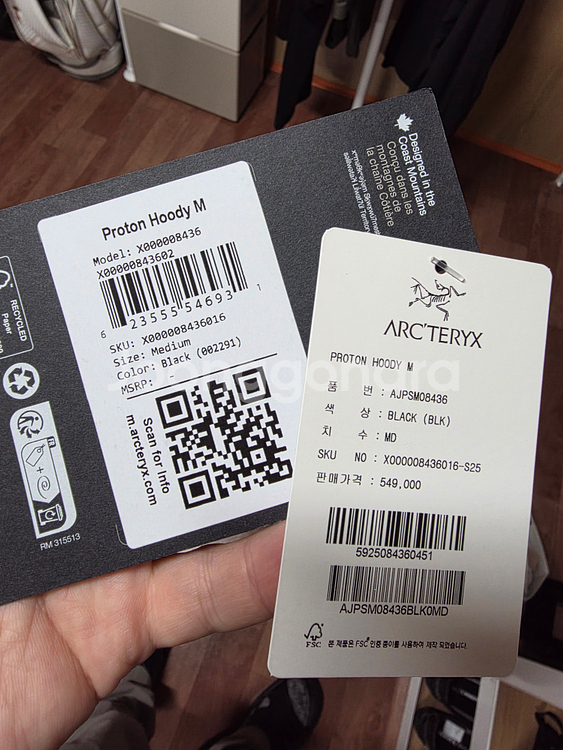 Designed in the
Coast Mountains
Conçu dans les
montagnes de
la chaîne Côtière
Proton Hoody M
Model: X000008436
X00000843602
6 23555 54693 1
SKU: X000008436016
Size: Medium
Color: Black (002291)
MSRP:
Scan for Info
m.arcteryx.com
RECYCLED
Paper
FR
RM 315513
ARC'TERYX
PROTON HOODY M
품 번 : AJPSM08436
색 상 : BLACK (BLK)
치 수 : MD
SKU NO : X000008436016-S25
판매가격 : 549,000
5925084360451
AJPSM08436BLK0MD
FSC 본 제품은 FSC® 인증 종이를 사용하여 제작 되었습니다.